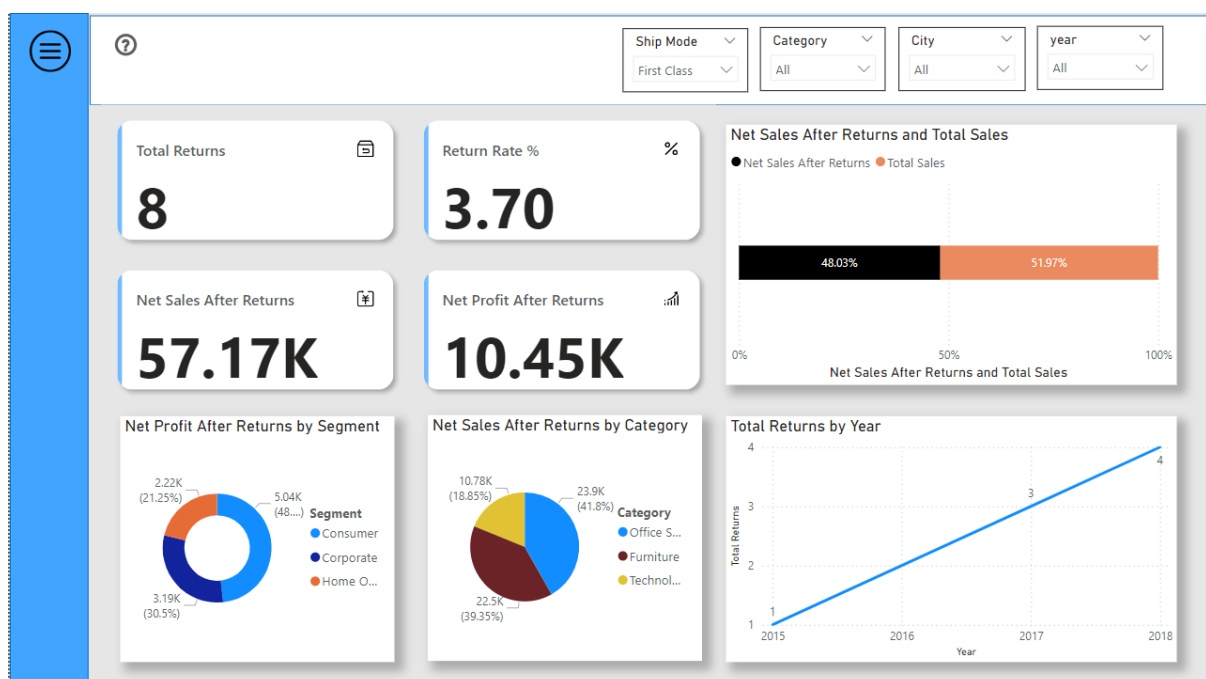 ?
Ship Mode
First Class
Category
All
City
All
year
All
Total Returns
8
Return Rate %
%
3.70
Net Sales After Returns
¥
57.17K
Net Profit After Returns
10.45K
Net Sales After Returns and Total Sales
Net Sales After Returns Total Sales
48.03% 51.97%
0% 50% 100%
Net Sales After Returns and Total Sales
Net Profit After Returns by Segment
2.22K
(21.25%)
5.04K
(48....)
3.19K
(30.5%)
Segment
Consumer
Corporate
Home O...
Net Sales After Returns by Category
10.78K
(18.85%)
23.9K
(41.8%)
22.5K
(39.35%)
Category
Office S...
Furniture
Technol...
Total Returns by Year
Total Returns
4
3
2
1
1
3
4
2015 2016 2017 2018
Year